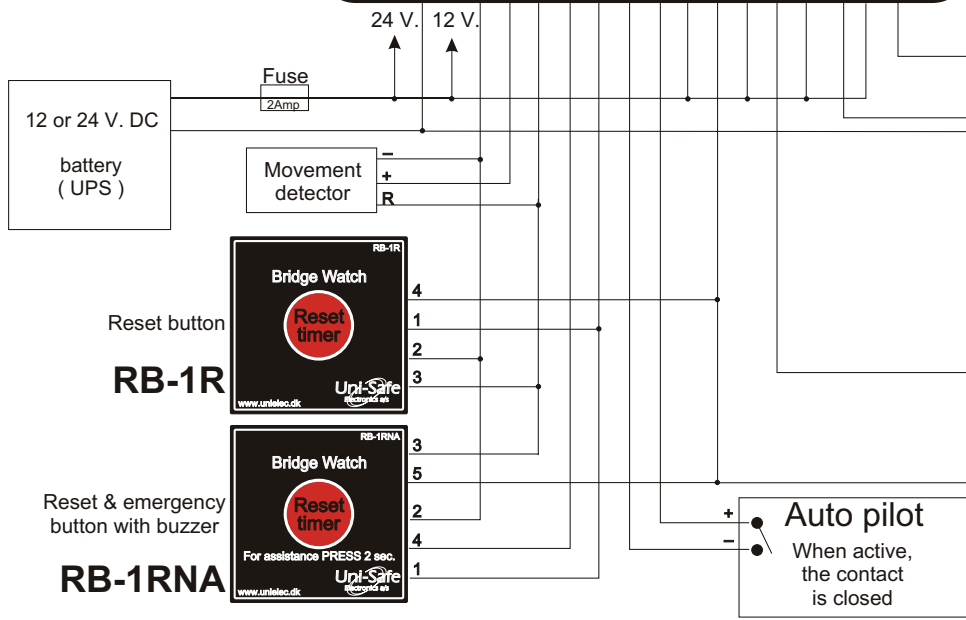 24 V. 12 V.
Fuse
2Amp
12 or 24 V. DC
battery
( UPS )
Movement
detector
–
+
R
RB-1R
Bridge Watch
Reset
timer
Uni-Safe
Electronics a/s
www.unielec.dk
4
1
2
3
Reset button
RB-1R
RB-1RNA
Bridge Watch
Reset
timer
For assistance PRESS 2 sec.
Uni-Safe
Electronics a/s
www.unielec.dk
3
5
2
4
1
Reset & emergency
button with buzzer
RB-1RNA
+
–
Auto pilot
When active,
the contact
is closed